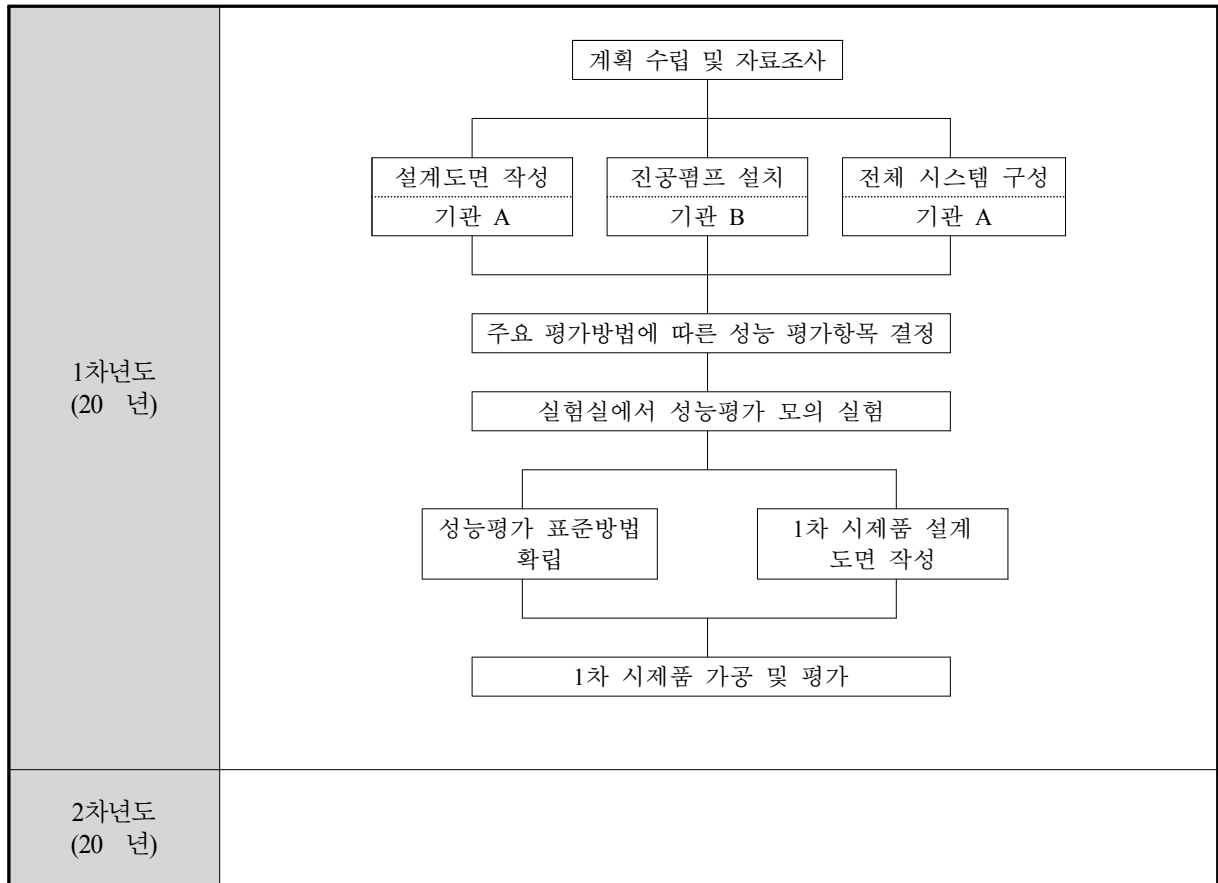 계획 수립 및 자료조사
설계도면 작성
기관 A
진공펌프 설치
기관 B
전체 시스템 구성
기관 A
주요 평가방법에 따른 성능 평가항목 결정
1차년도
(20 년)
실험실에서 성능평가 모의 실험
성능평가 표준방법
확립
1차 시제품 설계
도면 작성
1차 시제품 가공 및 평가
2차년도
(20 년)